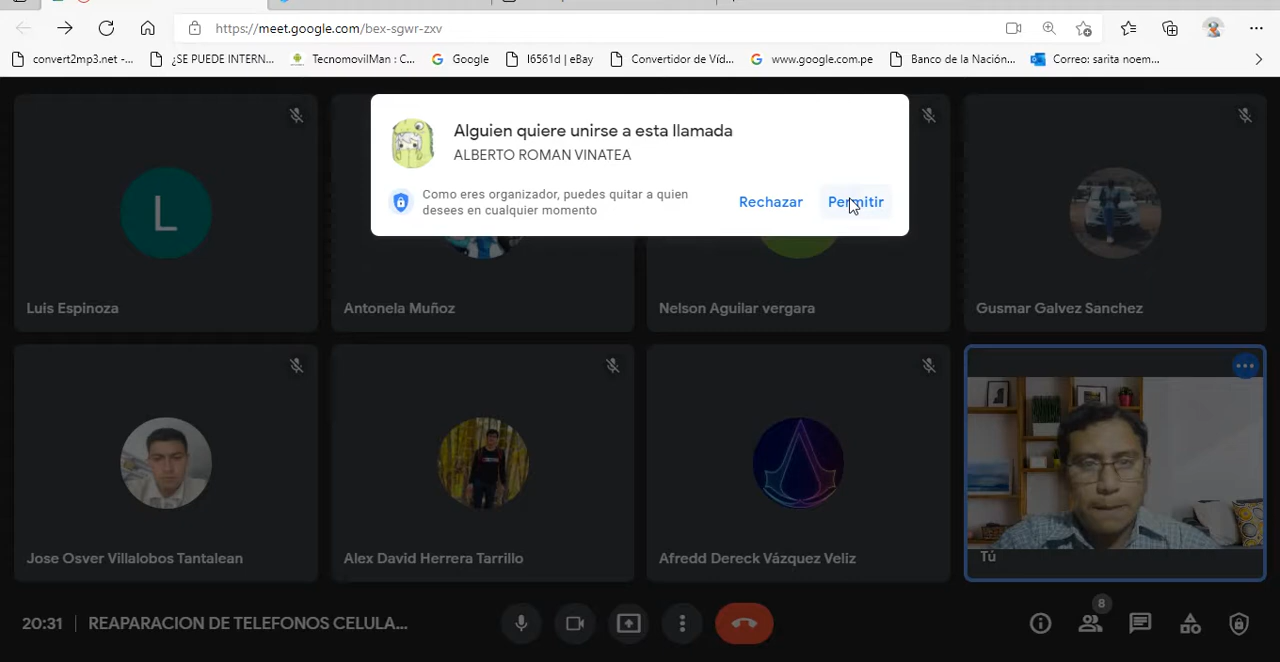 https://meet.google.com/bex-sgwr-zxv
convert2mp3.net -...
¿SE PUEDE INTERN...
TecnomovilMan : C...
Google
I6561d | eBay
Convertidor de Víd...
www.google.com.pe
Banco de la Nación...
Correo: sarita noem...
Alguien quiere unirse a esta llamada
ALBERTO ROMAN VINATEA
Como eres organizador, puedes quitar a quien
desees en cualquier momento
Rechazar
Permitir
L
Luis Espinoza
Antonela Muñoz
Nelson Aguilar vergara
Gusmar Galvez Sanchez
Jose Osver Villalobos Tantalean
Alex David Herrera Tarrillo
Afredd Dereck Vázquez Veliz
Tú
20:31 | REAPARACION DE TELEFONOS CELULA...
8